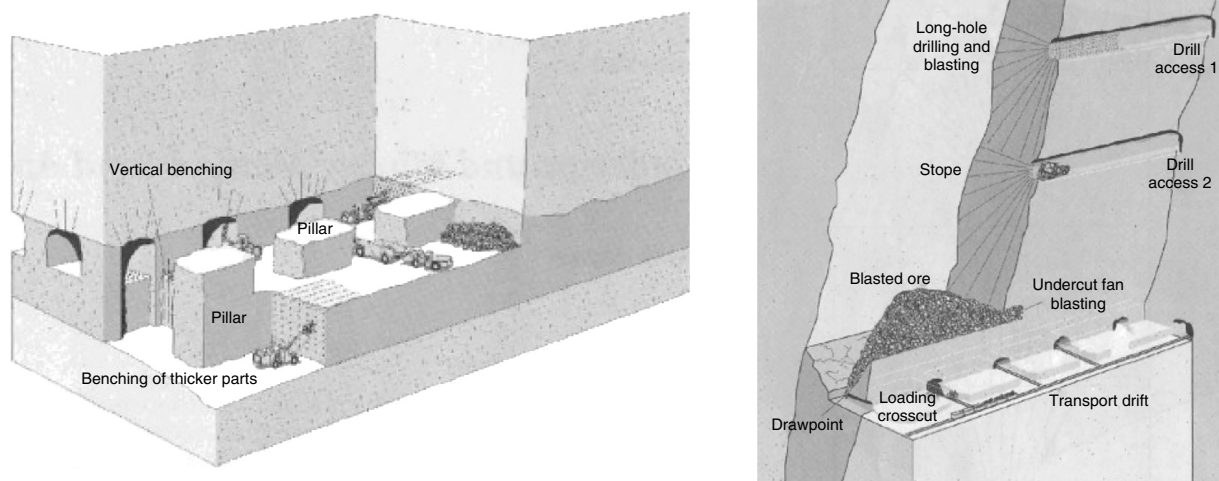 Vertical benching
Pillar
Pillar
Benching of thicker parts
Long-hole
drilling and
blasting
Drill
access 1
Stope
Drill
access 2
Blasted ore
Undercut fan
blasting
Loading
crosscut
Transport drift
Drawpoint